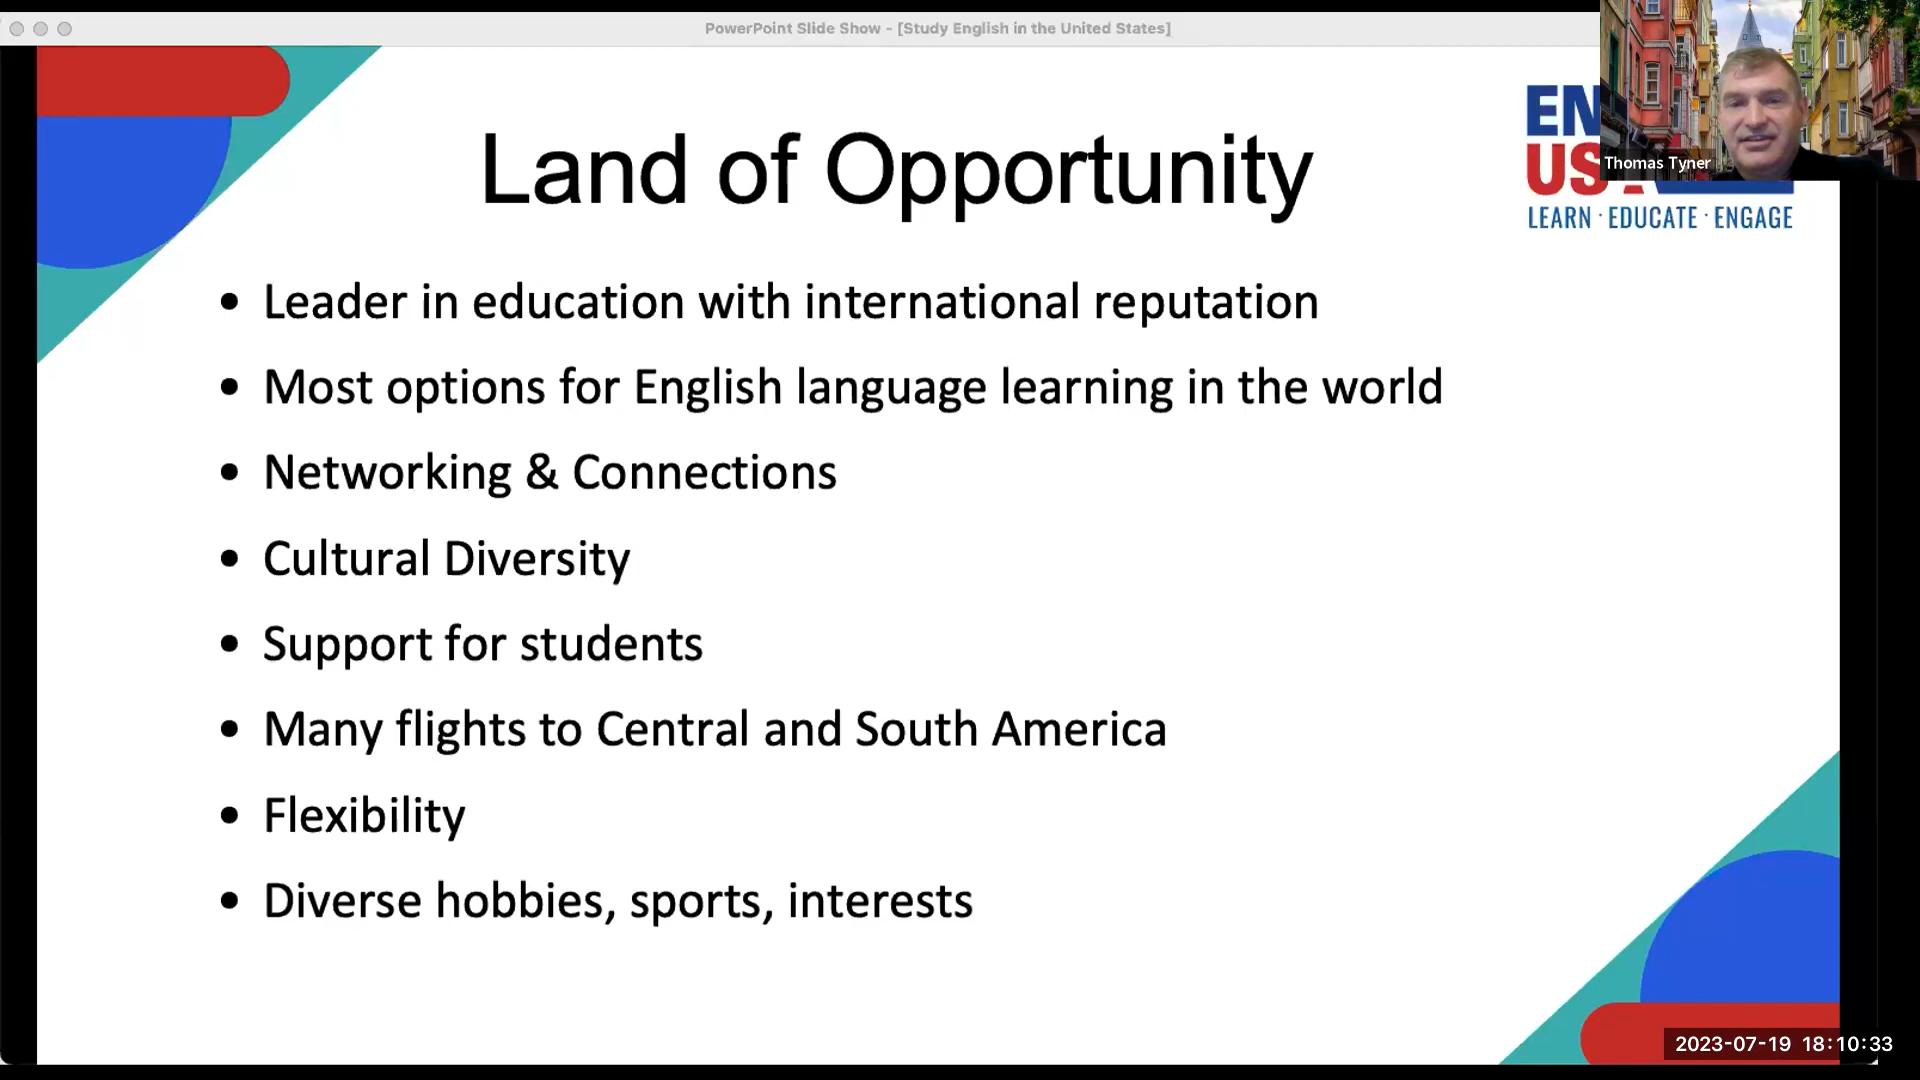 PowerPoint Slide Show - [Study English in the United States]
Land of Opportunity
EN
US
LEARN · EDUCATE · ENGAGE
Thomas Tyner
• Leader in education with international reputation
• Most options for English language learning in the world
• Networking & Connections
• Cultural Diversity
• Support for students
• Many flights to Central and South America
• Flexibility
• Diverse hobbies, sports, interests
2023-07-19 18:10:33